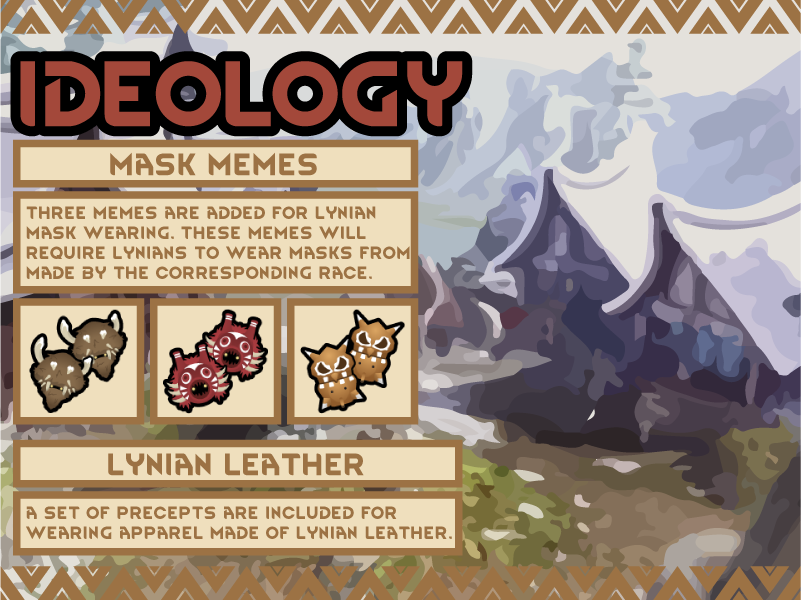 IDEOLOGY
MASK MEMES
THREE MEMES ARE ADDED FOR LYNIAN
MASK WEARING. THESE MEMES WILL
REQUIRE LYNIANS TO WEAR MASKS FROM
MADE BY THE CORRESPONDING RACE.
LYNIAN LEATHER
A SET OF PRECEPTS ARE INCLUDED FOR
WEARING APPAREL MADE OF LYNIAN LEATHER.